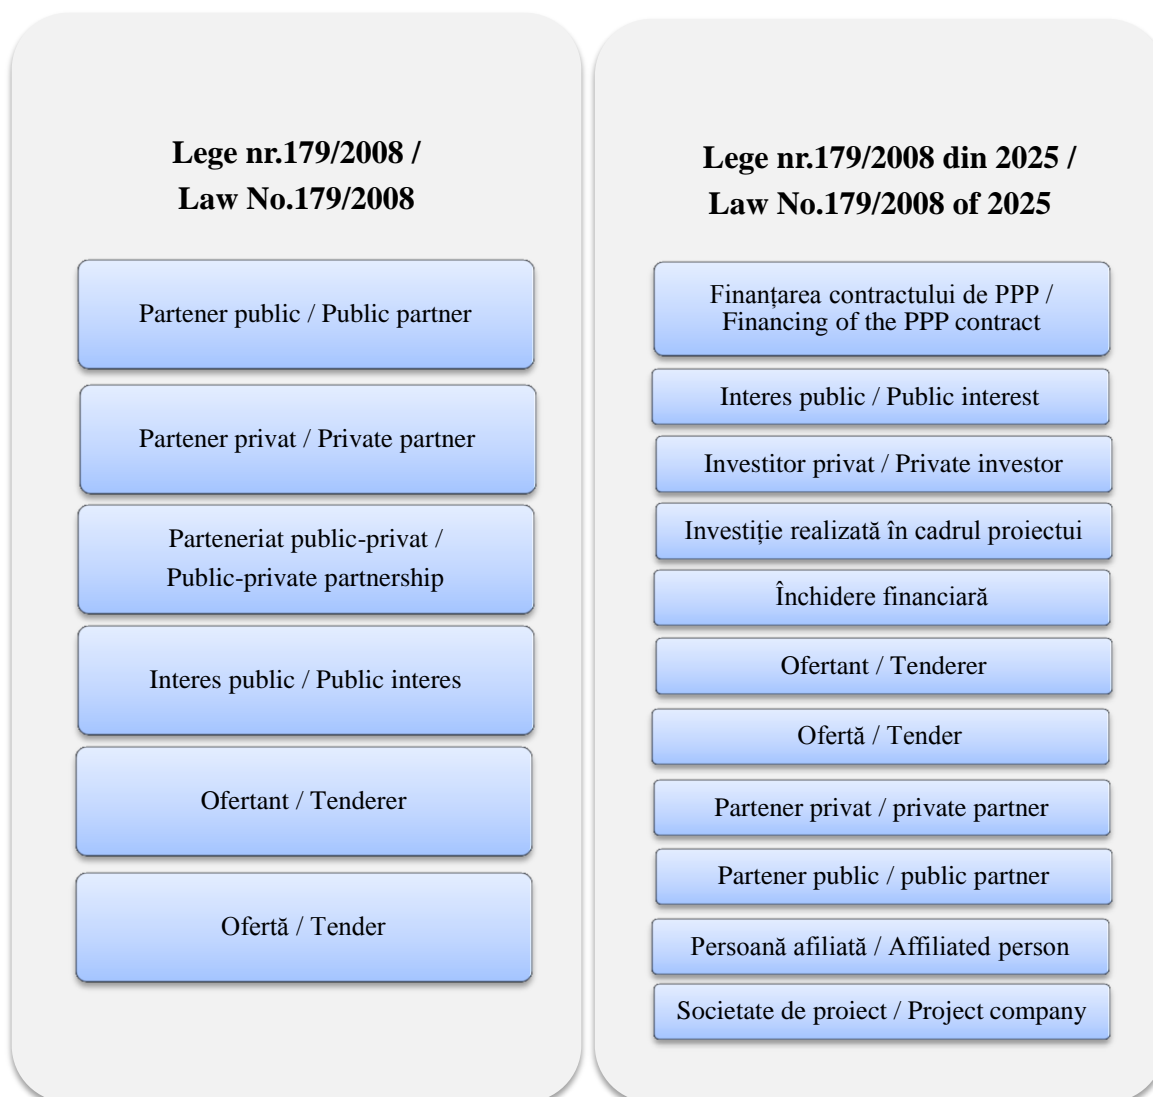 Lege nr.179/2008 /
Law No.179/2008
Partener public / Public partner
Partener privat / Private partner
Parteneriat public-privat /
Public-private partnership
Interes public / Public interes
Ofertant / Tenderer
Ofertă / Tender
Lege nr.179/2008 din 2025 /
Law No.179/2008 of 2025
Finanțarea contractului de PPP /
Financing of the PPP contract
Interes public / Public interest
Investitor privat / Private investor
Investiție realizată în cadrul proiectui
Închidere financiară
Ofertant / Tenderer
Ofertă / Tender
Partener privat / private partner
Partener public / public partner
Persoană afiliată / Affiliated person
Societate de proiect / Project company